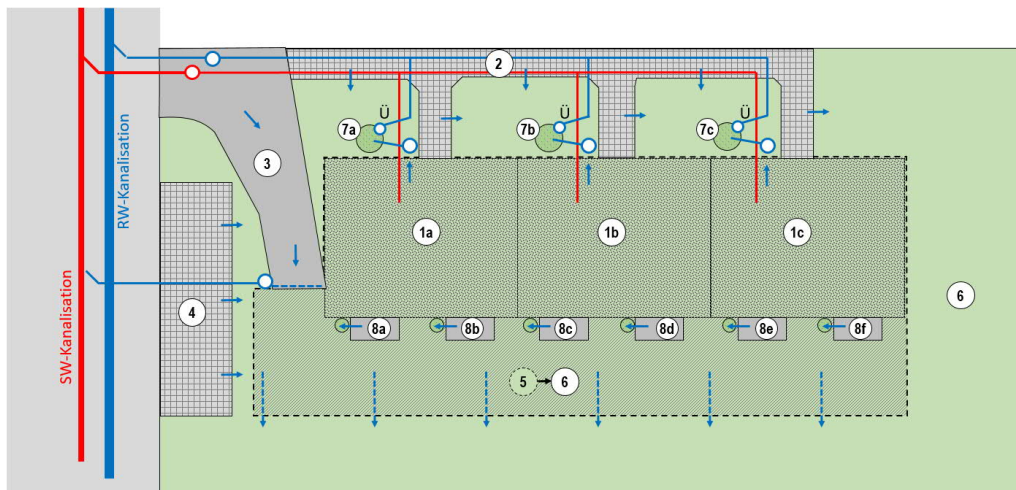 SW-Kanalisation
RW-Kanalisation
2
Ü
Ü
Ü
7a
7b
7c
3
1a
1b
1c
6
4
8a
8b
8c
8d
8e
8f
5
6